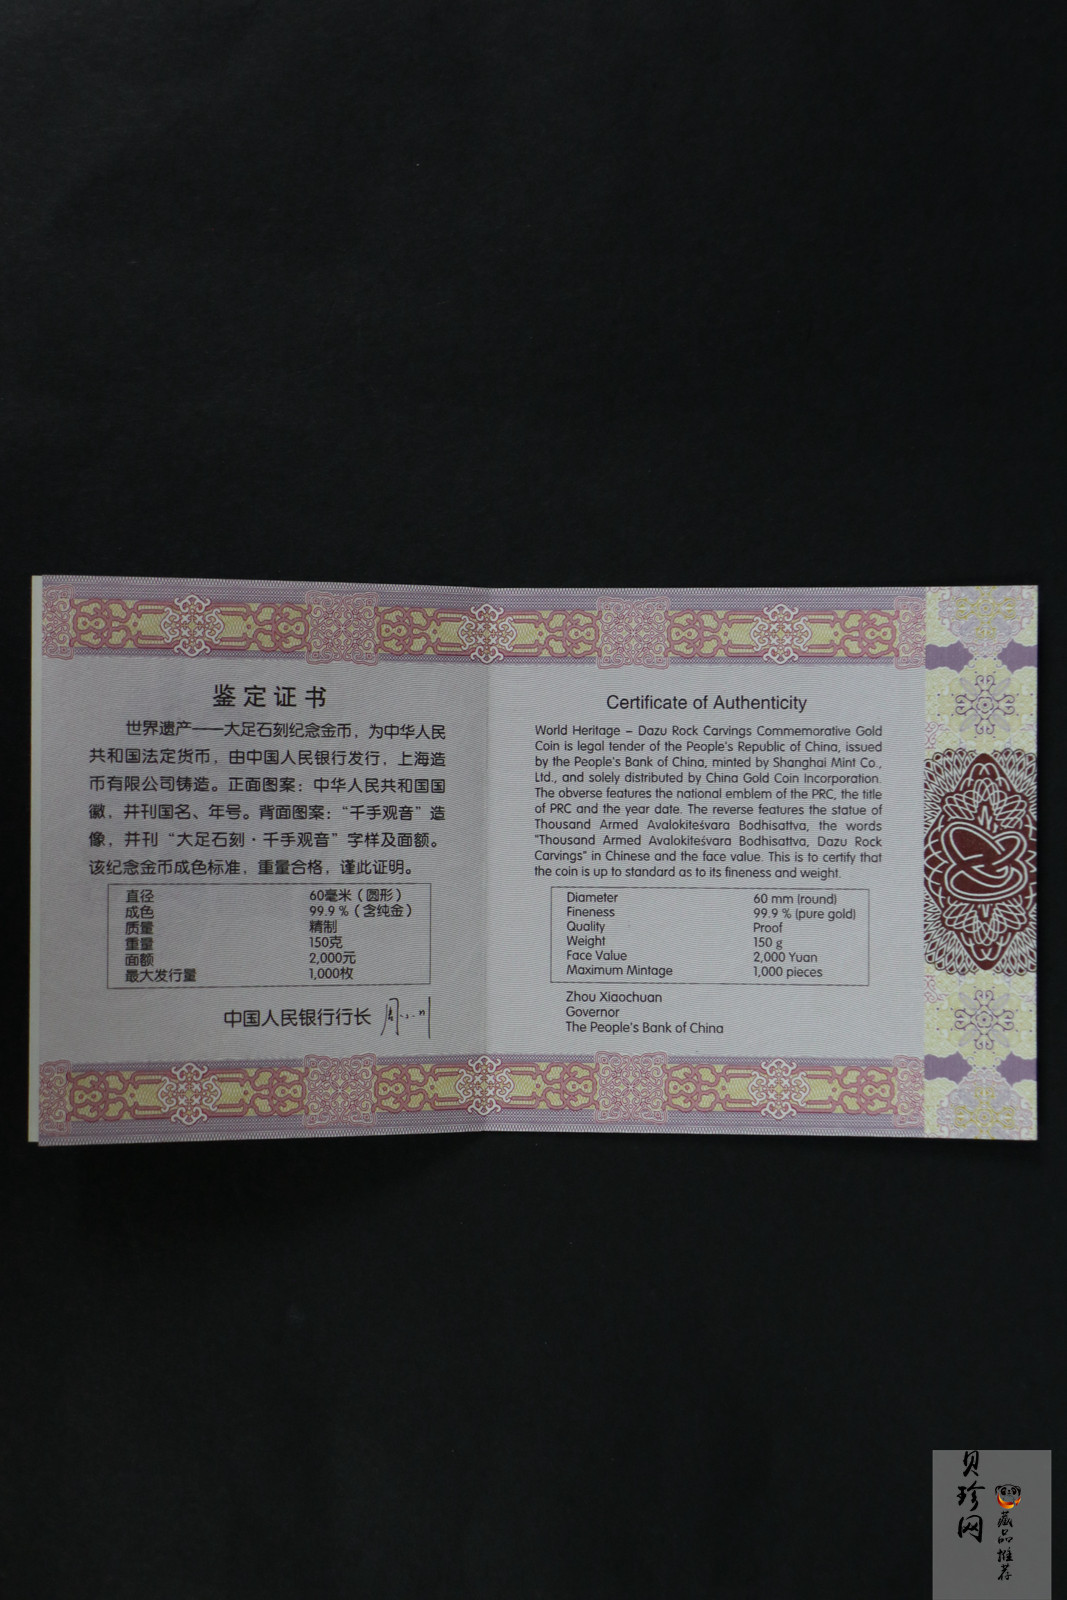 鉴定证书
世界遗产——大足石刻纪念金币，为中华人民
共和国法定货币，由中国人民银行发行，上海造
币有限公司铸造。正面图案：中华人民共和国国
徽，并刊国名、年号。背面图案：“千手观音”造
像，并刊“大足石刻·千手观音”字样及面额。
该纪念金币成色标准，重量合格，谨此证明。
直径 60毫米（圆形）
成色 99.9 %（含纯金）
质量 精制
重量 150克
面额 2,000元
最大发行量 1,000枚
中国人民银行行长
Certificate of Authenticity
World Heritage – Dazu Rock Carvings Commemorative Gold
Coin is legal tender of the People's Republic of China, issued
by the People's Bank of China, minted by Shanghai Mint Co.,
Ltd., and solely distributed by China Gold Coin Incorporation.
The obverse features the national emblem of the PRC, the title
of PRC and the year date. The reverse features the statue of
Thousand Armed Avalokiteśvara Bodhisattva, the words
"Thousand Armed Avalokiteśvara Bodhisattva, Dazu Rock
Carvings" in Chinese and the face value. This is to certify that
the coin is up to standard as to its fineness and weight.
Diameter 60 mm (round)
Fineness 99.9 % (pure gold)
Quality Proof
Weight 150 g
Face Value 2,000 Yuan
Maximum Mintage 1,000 pieces
Zhou Xiaochuan
Governor
The People's Bank of China
贝珍网
藏品推荐